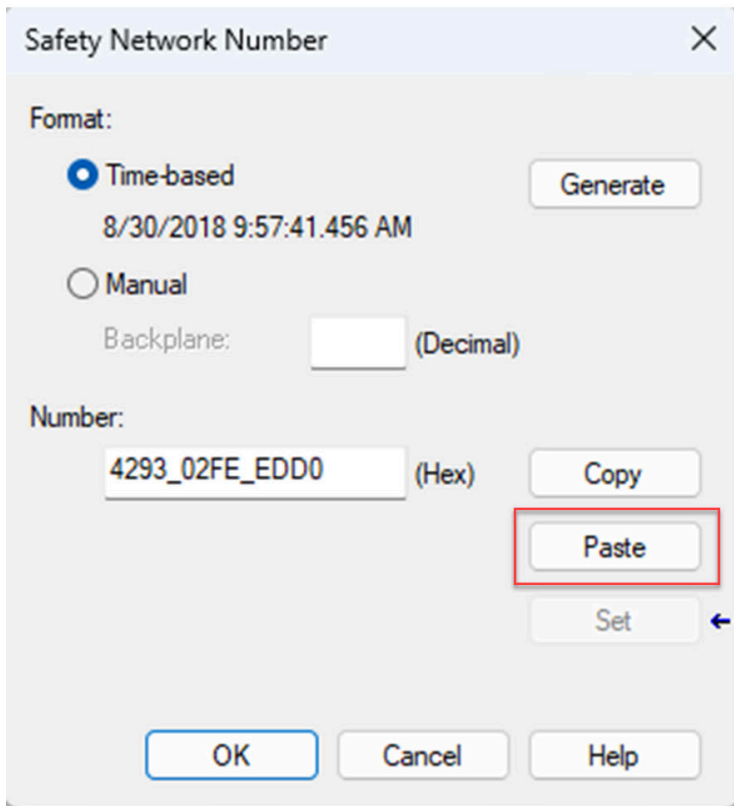 Safety Network Number
Format:
Time-based
Generate
8/30/2018 9:57:41.456 AM
Manual
Backplane:
(Decimal)
Number:
4293_02FE_EDD0
(Hex)
Copy
Paste
Set
OK
Cancel
Help